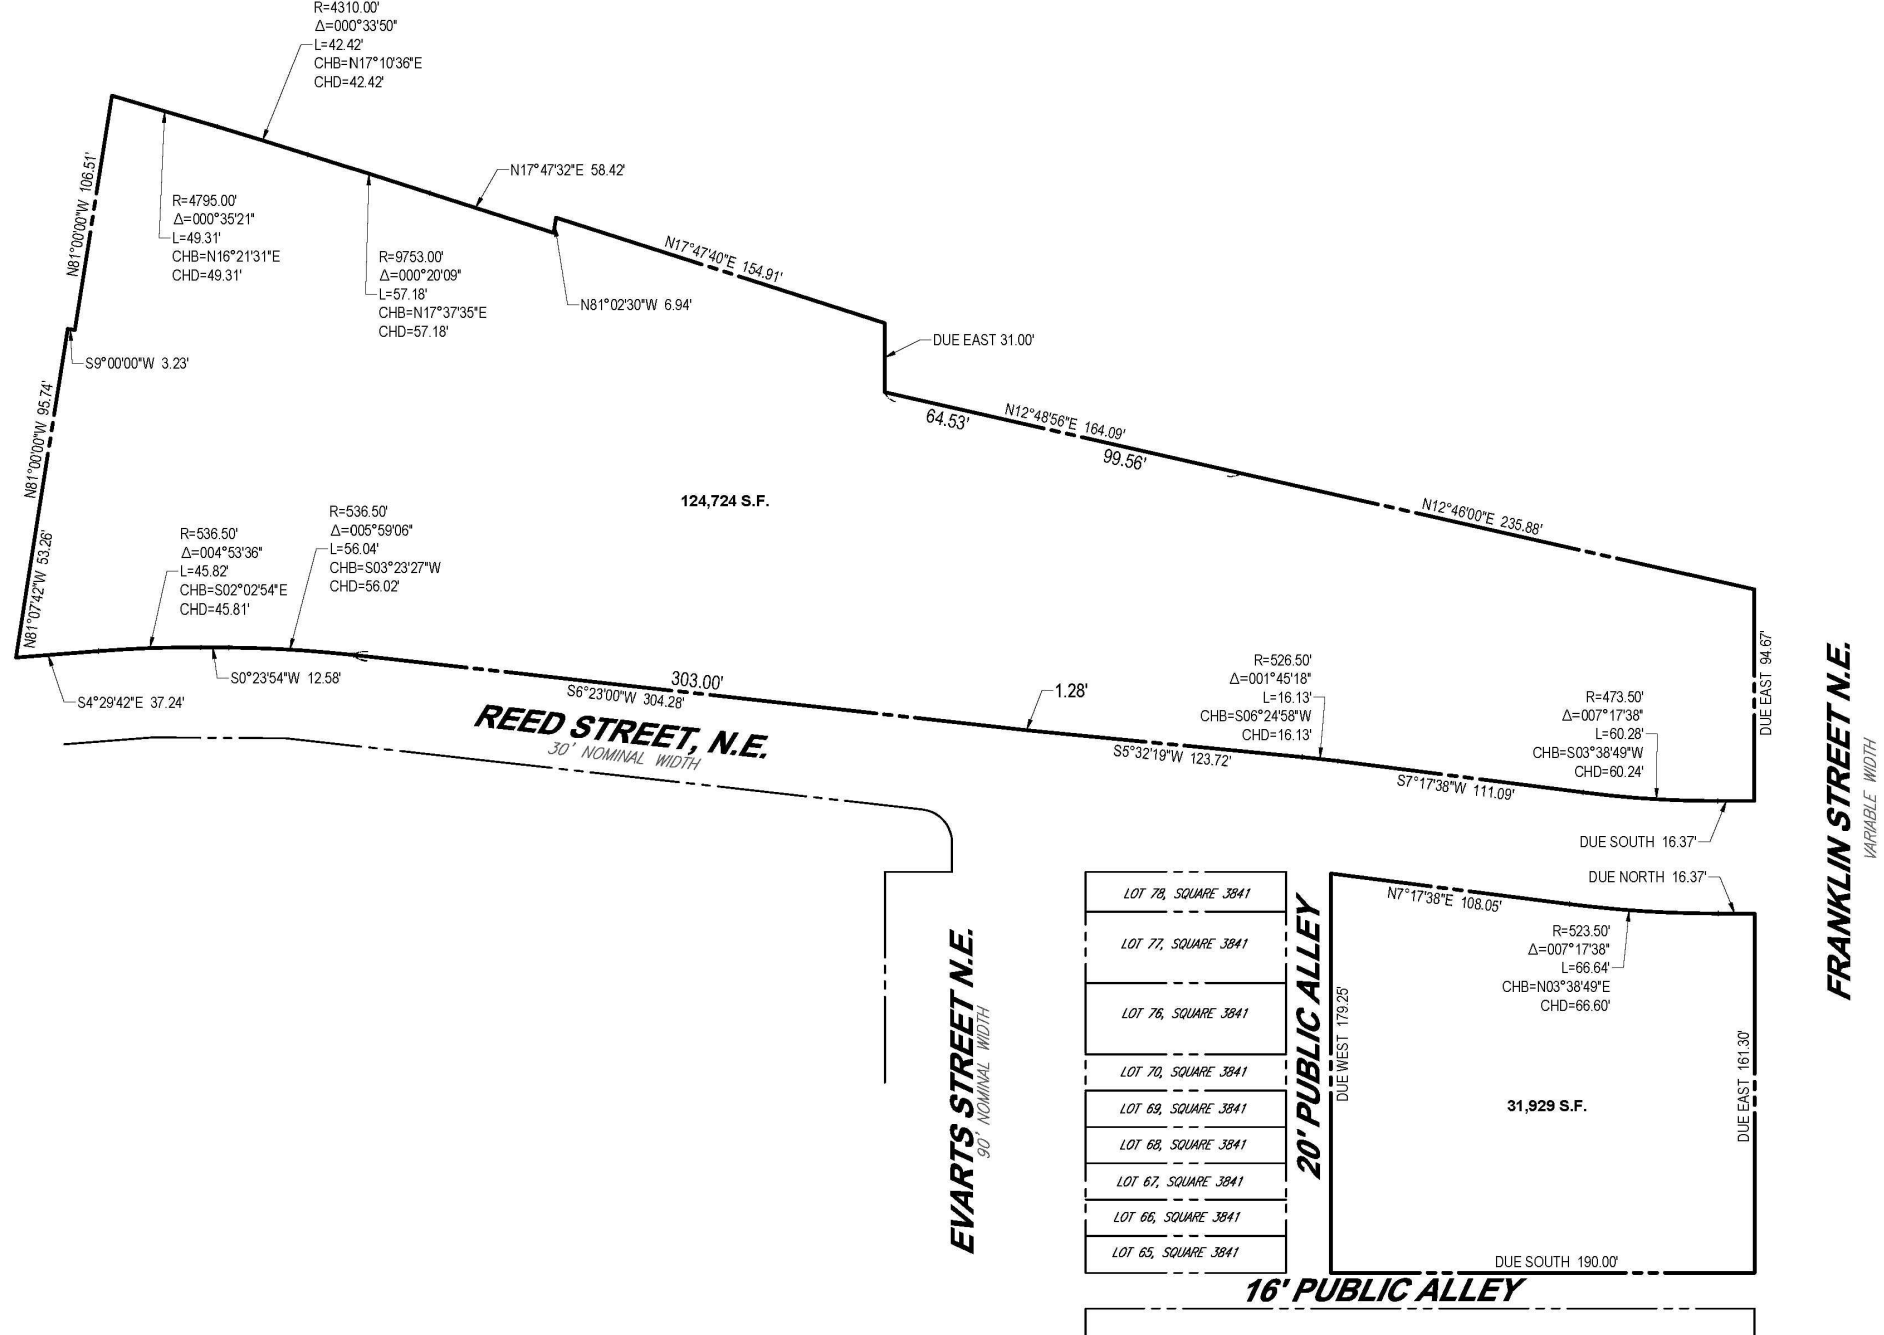 R=4310.00'
Δ=000°33'50"
L=42.42'
CHB=N17°10'36"E
CHD=42.42'
N81°00'00"W 106.51'
R=4795.00'
Δ=000°35'21"
L=49.31'
CHB=N16°21'31"E
CHD=49.31'
N17°47'32"E 58.42'
R=9753.00'
Δ=000°20'09"
L=57.18'
CHB=N17°37'35"E
CHD=57.18'
N17°47'40"E 154.91'
N81°02'30"W 6.94'
DUE EAST 31.00'
S9°00'00"W 3.23'
N81°00'00"W 95.74'
64.53'
N12°48'56"E 164.09'
99.56'
124,724 S.F.
N12°46'00"E 235.88'
N81°07'42"W 53.26'
R=536.50'
Δ=004°53'36"
L=45.82'
CHB=S02°02'54"E
CHD=45.81'
R=536.50'
Δ=005°59'06"
L=56.04'
CHB=S03°23'27"W
CHD=56.02'
S4°29'42"E 37.24'
S0°23'54"W 12.58'
303.00'
S6°23'00"W 304.28'
REED STREET, N.E.
30' NOMINAL WIDTH
1.28'
S5°32'19"W 123.72'
R=526.50'
Δ=001°45'18"
L=16.13'
CHB=S06°24'58"W
CHD=16.13'
S7°17'38"W 111.09'
R=473.50'
Δ=007°17'38"
L=60.28'
CHB=S03°38'49"W
CHD=60.24'
DUE EAST 94.67'
DUE SOUTH 16.37'
FRANKLIN STREET N.E.
VARIABLE WIDTH
DUE NORTH 16.37'
N7°17'38"E 108.05'
R=523.50'
Δ=007°17'38"
L=66.64'
CHB=N03°38'49"E
CHD=66.60'
LOT 78, SQUARE 3841
LOT 77, SQUARE 3841
LOT 76, SQUARE 3841
LOT 70, SQUARE 3841
LOT 69, SQUARE 3841
LOT 68, SQUARE 3841
LOT 67, SQUARE 3841
LOT 66, SQUARE 3841
LOT 65, SQUARE 3841
EVARTS STREET N.E.
90' NOMINAL WIDTH
20' PUBLIC ALLEY
DUE WEST 179.25'
31,929 S.F.
DUE EAST 161.30'
DUE SOUTH 190.00'
16' PUBLIC ALLEY